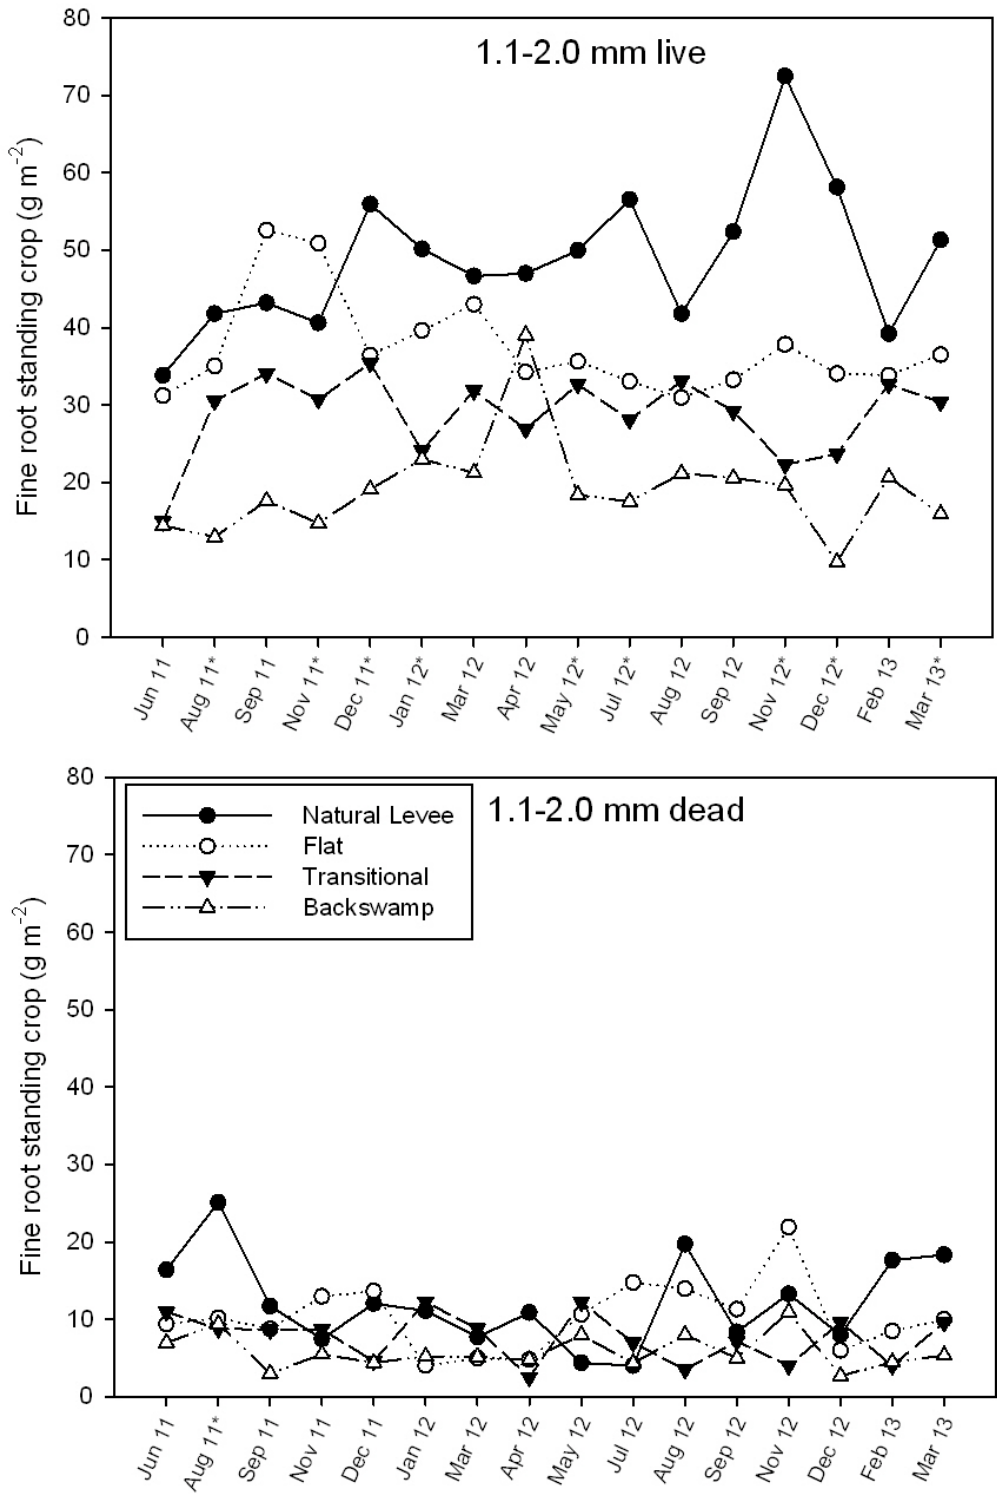 1.1-2.0 mm live
Fine root standing crop (g m-2)
80
70
60
50
40
30
20
10
0
Jun 11
Aug 11*
Sep 11
Nov 11*
Dec 11*
Jan 12*
Mar 12
Apr 12
May 12*
Jul 12*
Aug 12
Sep 12
Nov 12*
Dec 12*
Feb 13
Mar 13*
1.1-2.0 mm dead
Natural Levee
Flat
Transitional
Backswamp
Fine root standing crop (g m-2)
80
70
60
50
40
30
20
10
0
Jun 11
Aug 11*
Sep 11
Nov 11
Dec 11
Jan 12
Mar 12
Apr 12
May 12
Jul 12
Aug 12
Sep 12
Nov 12
Dec 12
Feb 13
Mar 13